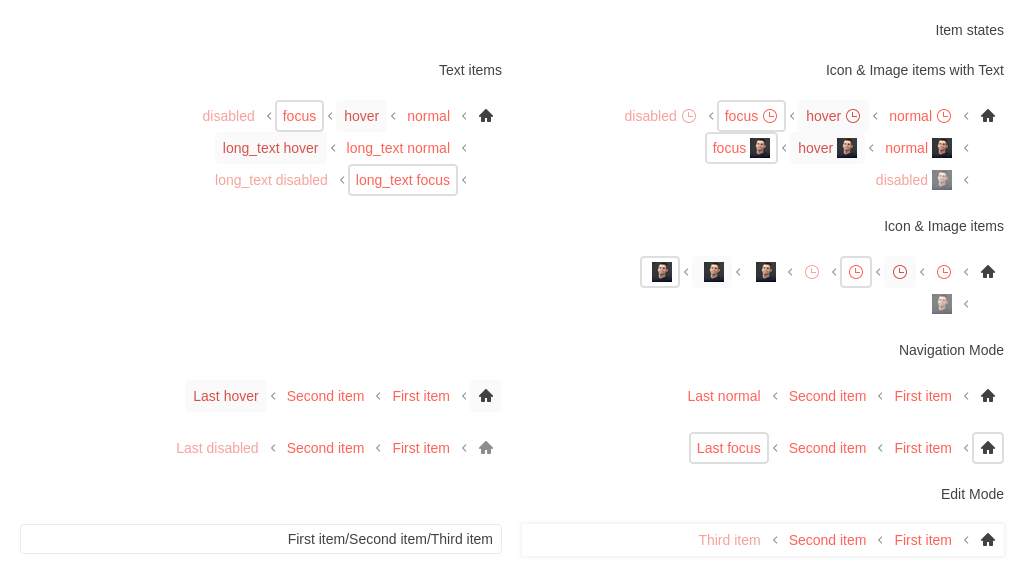 Item states
Text items
Icon & Image items with Text
disabled focus hover normal
disabled focus hover normal
long_text hover long_text normal
focus hover normal
long_text disabled long_text focus
disabled
Icon & Image items
Navigation Mode
Last hover Second item First item
Last normal Second item First item
Last disabled Second item First item
Last focus Second item First item
Edit Mode
First item/Second item/Third item
Third item Second item First item